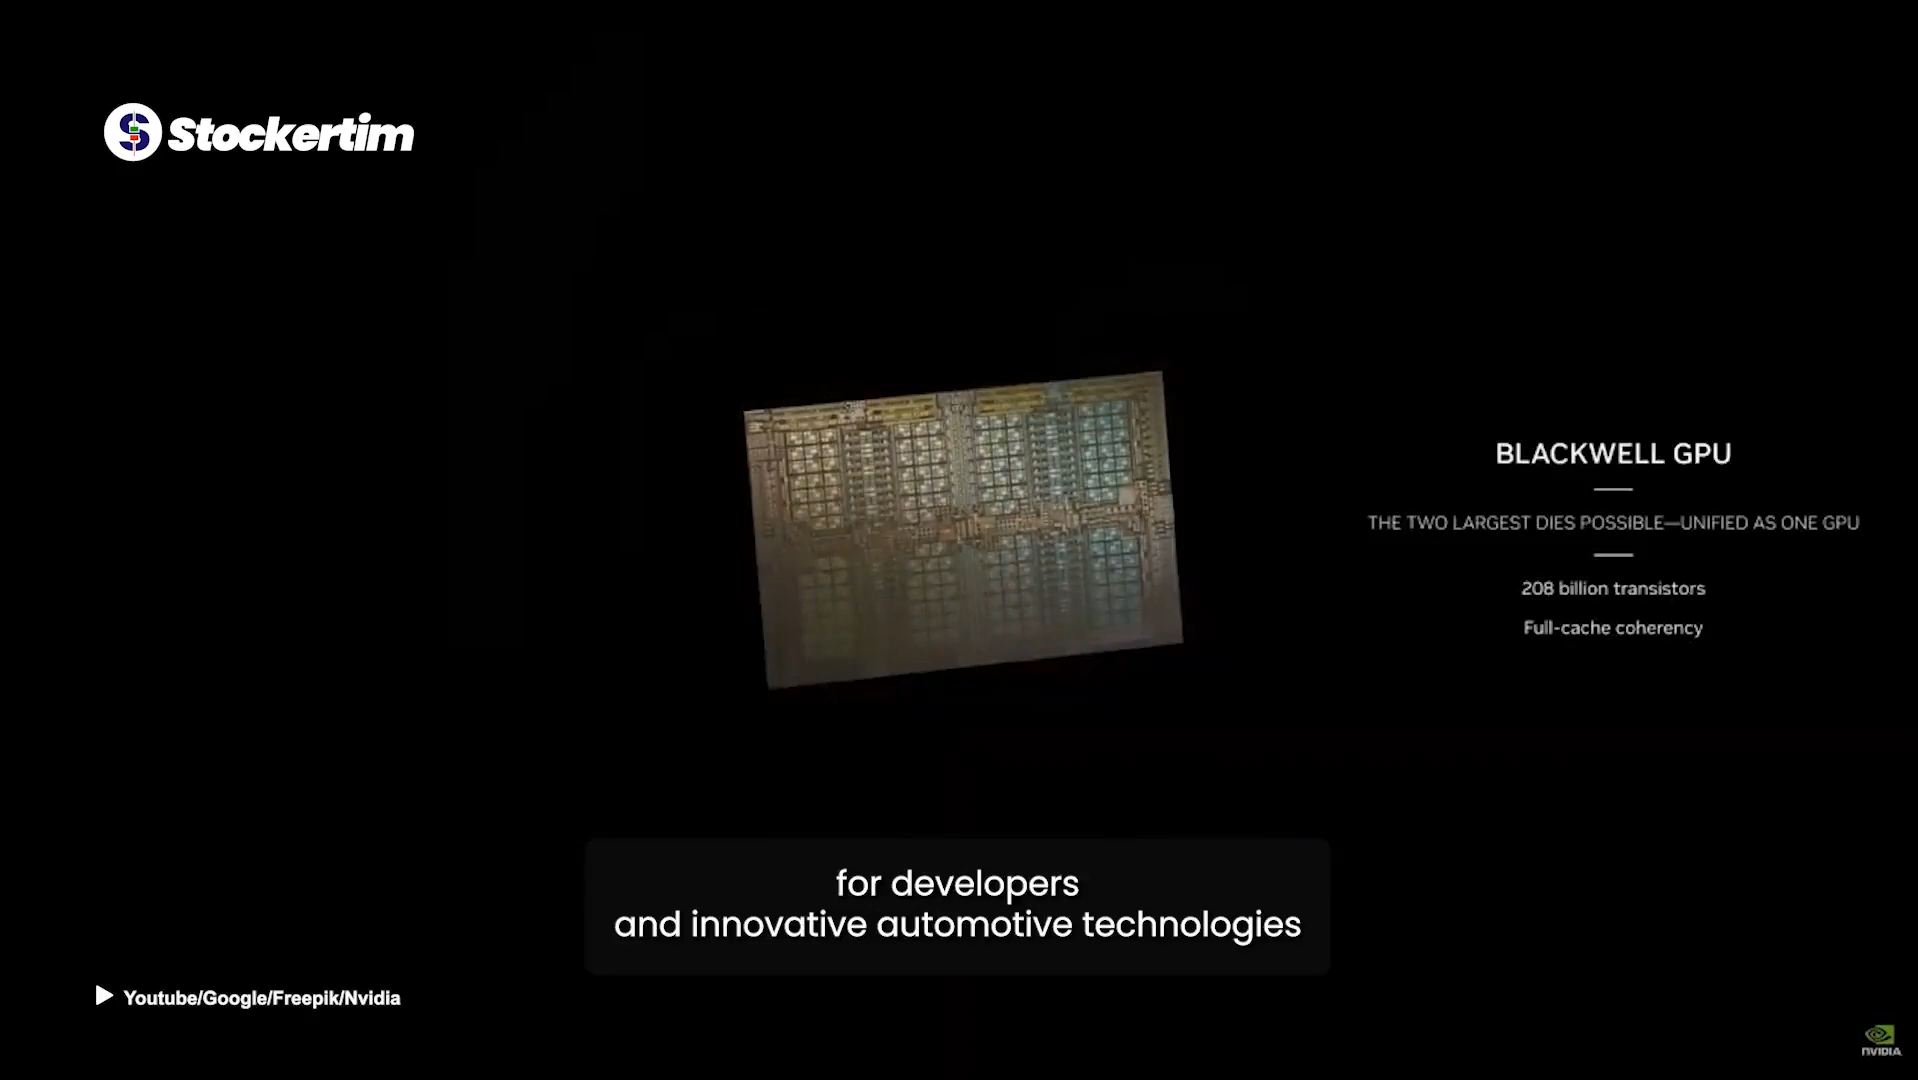 Stockertim
BLACKWELL GPU
THE TWO LARGEST DIES POSSIBLE—UNIFIED AS ONE GPU
208 billion transistors
Full-cache coherency
for developers
and innovative automotive technologies
Youtube/Google/Freepik/Nvidia
NVIDIA